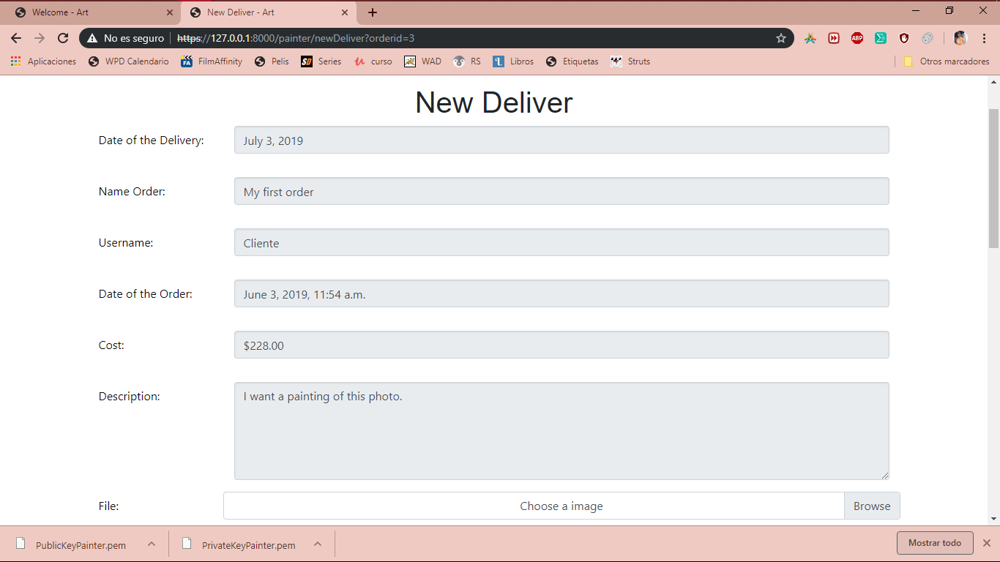 Welcome - Art
New Deliver - Art
No es seguro
https://127.0.0.1:8000/painter/newDeliver?orderid=3
ABP
Aplicaciones
WPD Calendario
FA
FilmAffinity
Pelis
SD
Series
curso
WAD
RS
Libros
Etiquetas
Struts
Otros marcadores
New Deliver
Date of the Delivery:
July 3, 2019
Name Order:
My first order
Username:
Cliente
Date of the Order:
June 3, 2019, 11:54 a.m.
Cost:
$228.00
Description:
I want a painting of this photo.
File:
Choose a image
Browse
PublicKeyPainter.pem
PrivateKeyPainter.pem
Mostrar todo